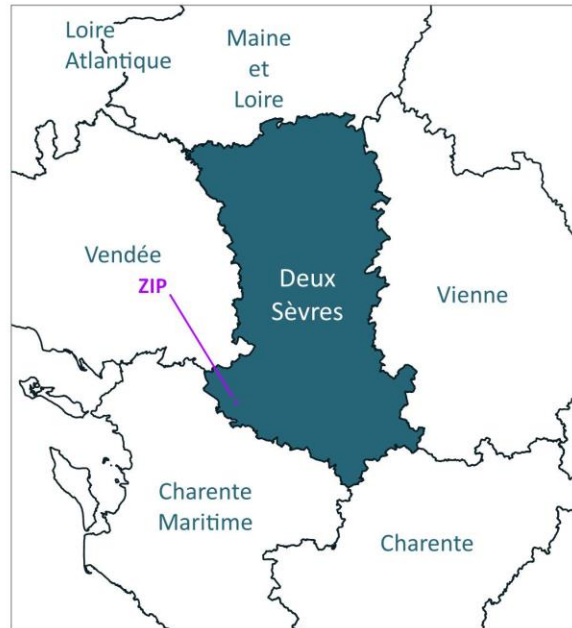 Loire
Atlantique
Maine
et
Loire
Vendée
ZIP
Deux
Sèvres
Vienne
Charente
Maritime
Charente